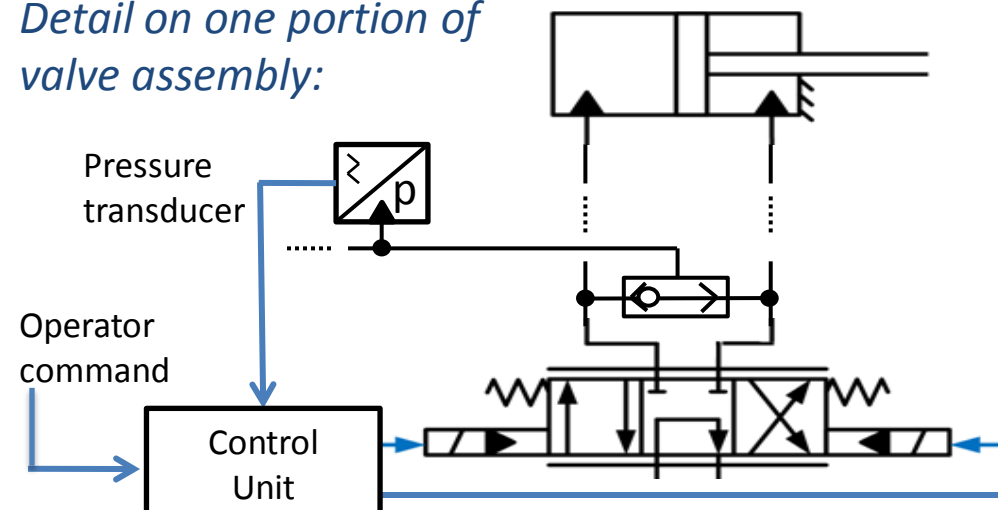 Detail on one portion of
valve assembly:
Pressure
transducer
p
Operator
command
Control
Unit